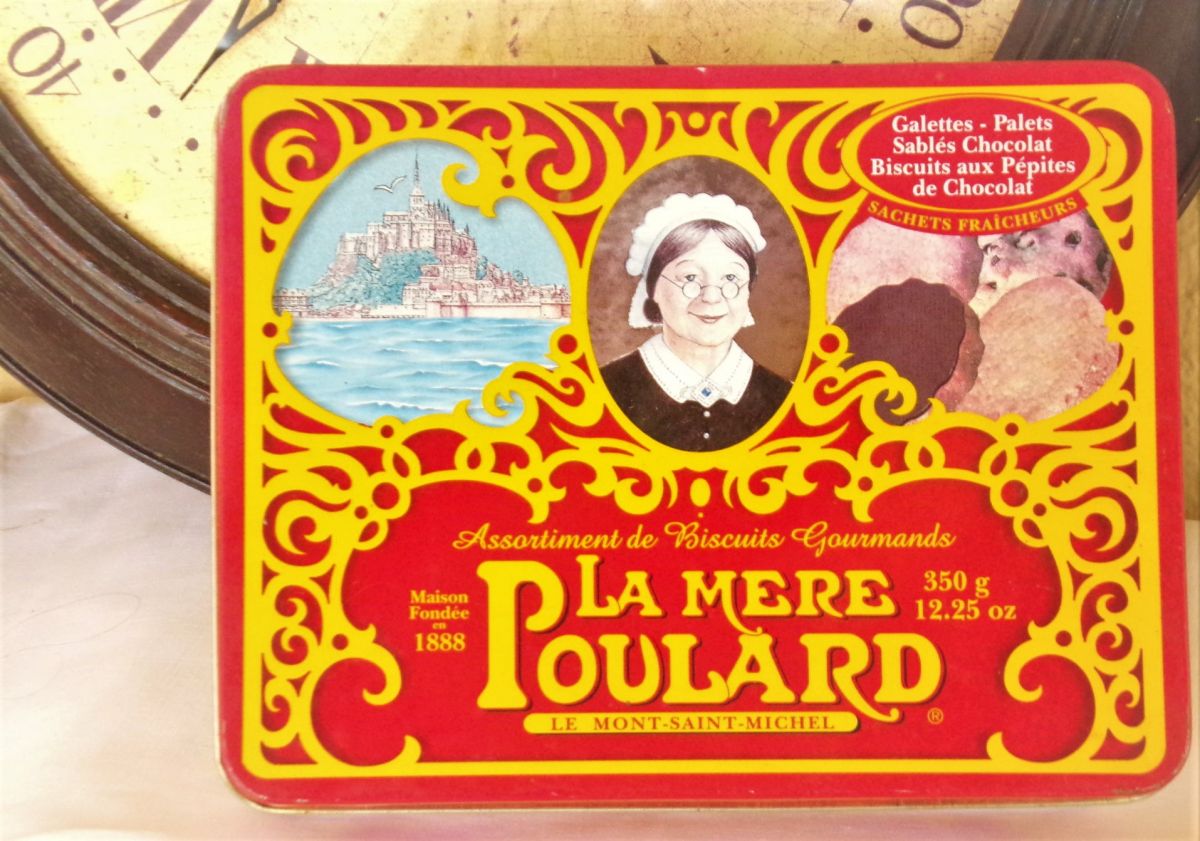 40
Galettes - Palets
Sablés Chocolat
Biscuits aux Pépites
de Chocolat
SACHETS FRAÎCHEURS
Assortiment de Biscuits Gourmands
LA MERE
POULARD
Maison
Fondée
en
1888
350 g
12.25 oz
LE MONT-SAINT-MICHEL
®